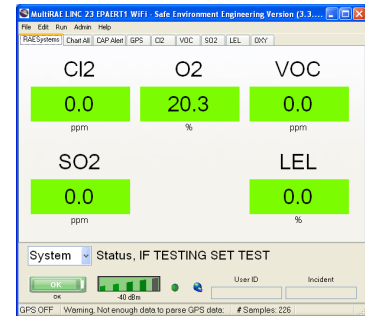 MultiRAE LINC 23 EPAERT1 WiFi - Safe Environment Engineering Version (3.3....
File Edit Run Admin Help
RAESystems Chart All CAP Alert GPS Cl2 VOC SO2 LEL OXY
Cl2 O2 VOC
0.0 20.3 0.0
ppm % ppm
SO2 LEL
0.0 0.0
ppm %
System Status, IF TESTING SET TEST
OK User ID Incident
OK -40 dBm
GPS OFF Warning, Not enough data to parse GPS data: # Samples: 226